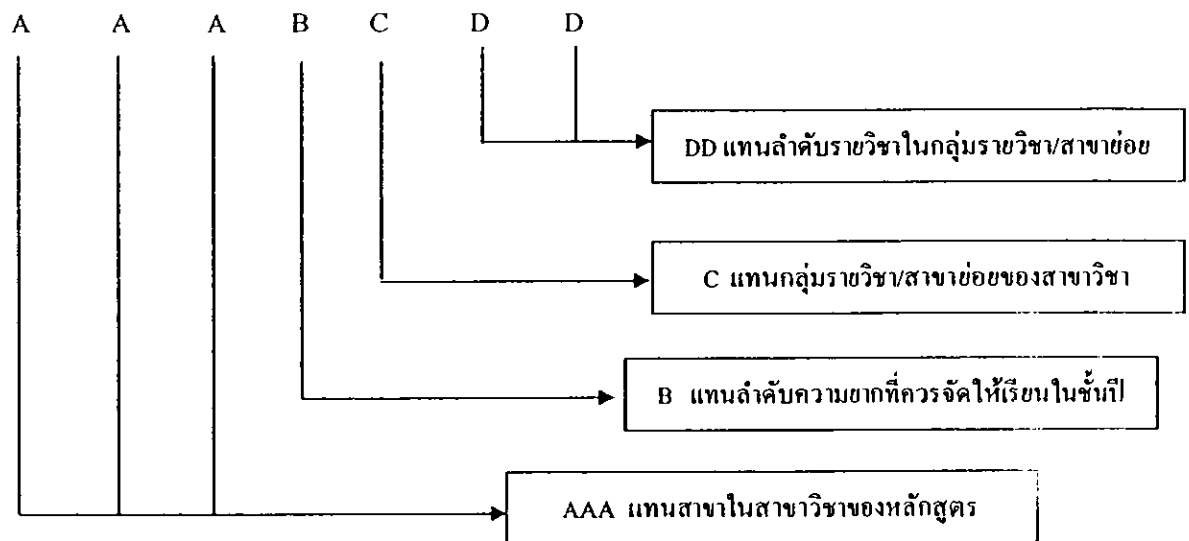 A A A B C D D
DD แทนลำดับรายวิชาในกลุ่มรายวิชา/สาขาย่อย
C แทนกลุ่มรายวิชา/สาขาย่อยของสาขาวิชา
B แทนลำดับความยากที่ควรจัดให้เรียนในชั้นปี
AAA แทนสาขาในสาขาวิชาของหลักสูตร